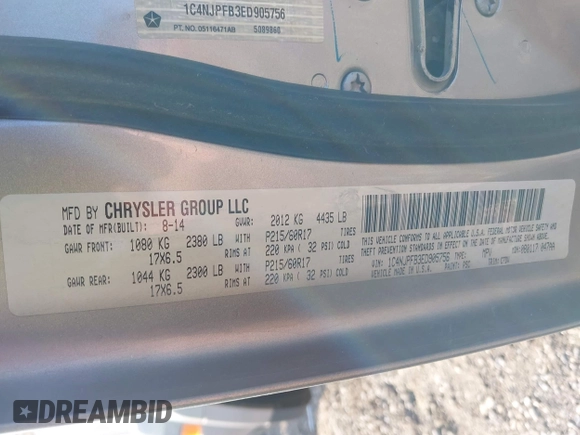 1C4NJPFB3ED905756
PT. NO. 05116471AB 5089860
MFD BY CHRYSLER GROUP LLC
DATE OF MFR(BUILT): 8-14 GVWR: 2012 KG 4435 LB
GAWR FRONT: 1080 KG 2380 LB WITH P215/60R17 TIRES
17X6.5 RIMS AT 220 KPA ( 32 PSI) COLD
GAWR REAR: 1044 KG 2300 LB WITH P215/60R17 TIRES
17X6.5 RIMS AT 220 KPA ( 32 PSI) COLD
THIS VEHICLE CONFORMS TO ALL APPLICABLE
U.S.A. FEDERAL MOTOR VEHICLE SAFETY AND
THEFT PREVENTION STANDARDS IN EFFECT ON THE DATE OF MANUFACTURE SHOWN ABOVE.
VIN: 1C4NJPFB3ED905756 TYPE: MPV
MADE IN U.S.A. PAINT: TRIM:
DREAMBID